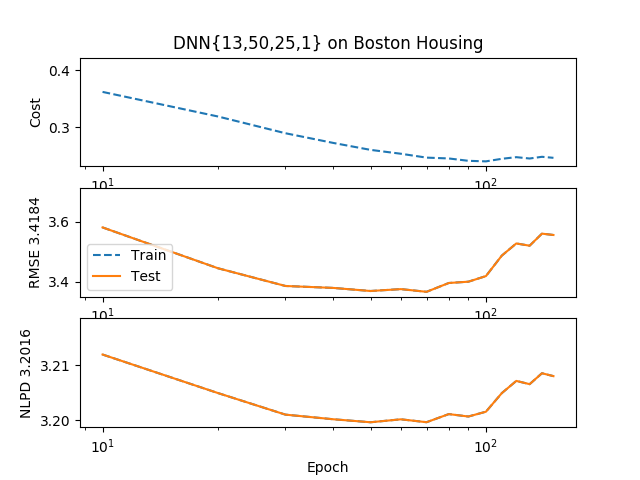 DNN{13,50,25,1} on Boston Housing
0.4
0.3
Cost
10¹
10²
3.6
3.4
RMSE 3.4184
Train
Test
10¹
10²
3.21
3.20
NLPD 3.2016
10¹
10²
Epoch